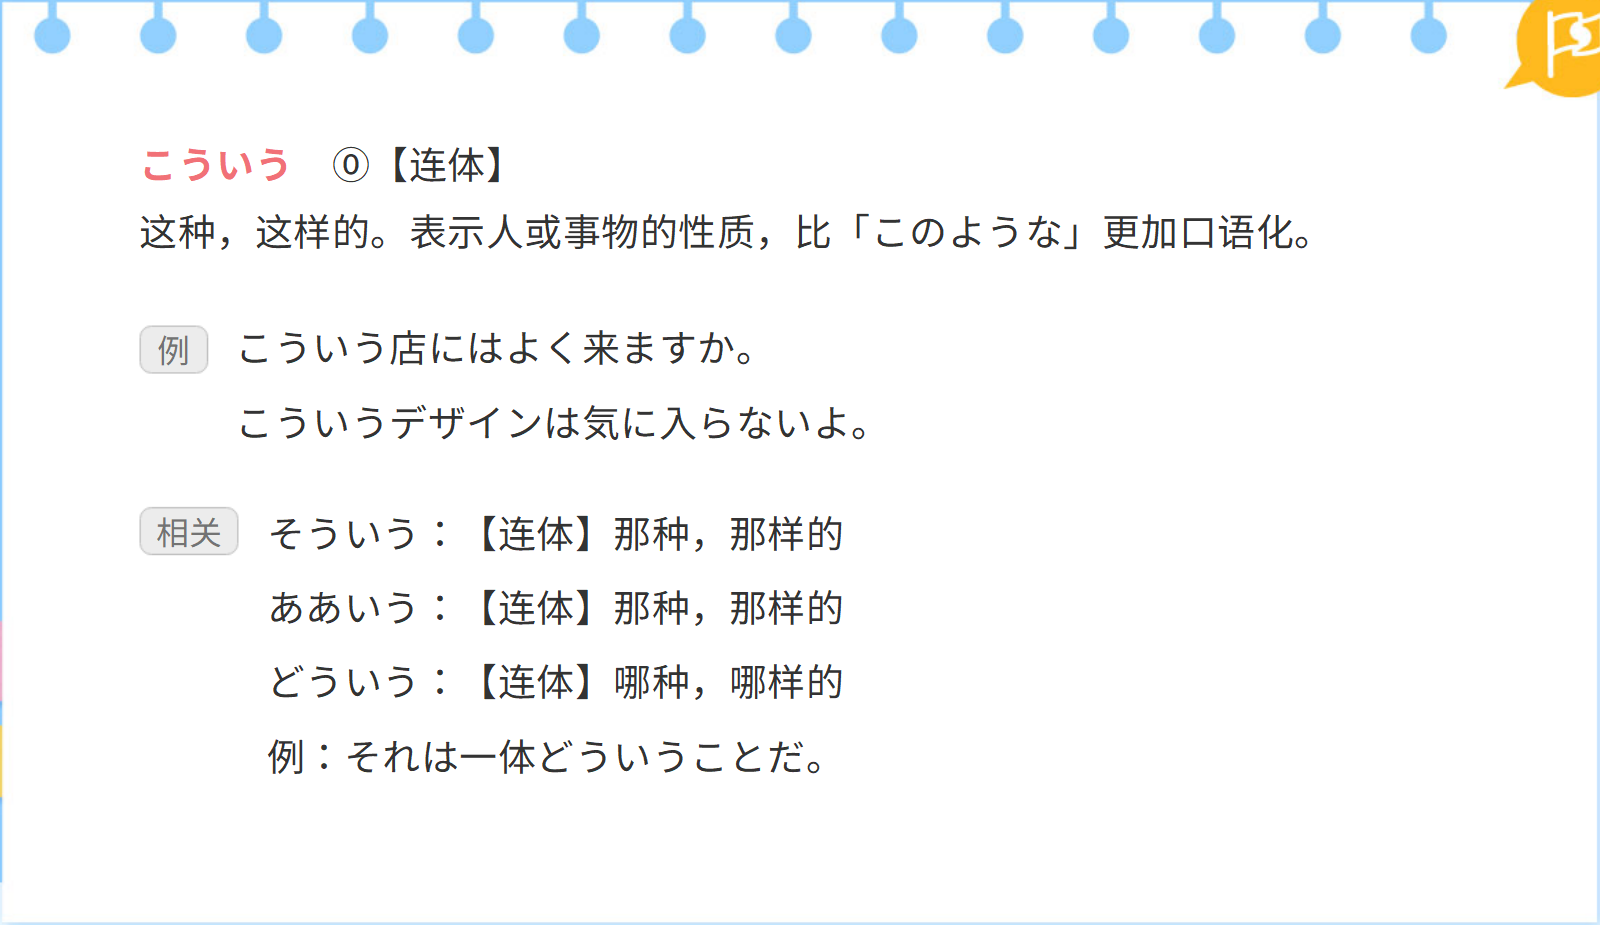 こういう ⓪【连体】
这种，这样的。表示人或事物的性质，比「このような」更加口语化。
例 こういう店にはよく来ますか。
こういうデザインは気に入らないよ。
相关 そういう：【连体】那种，那样的
ああいう：【连体】那种，那样的
どういう：【连体】哪种，哪样的
例：それは一体どういうことだ。